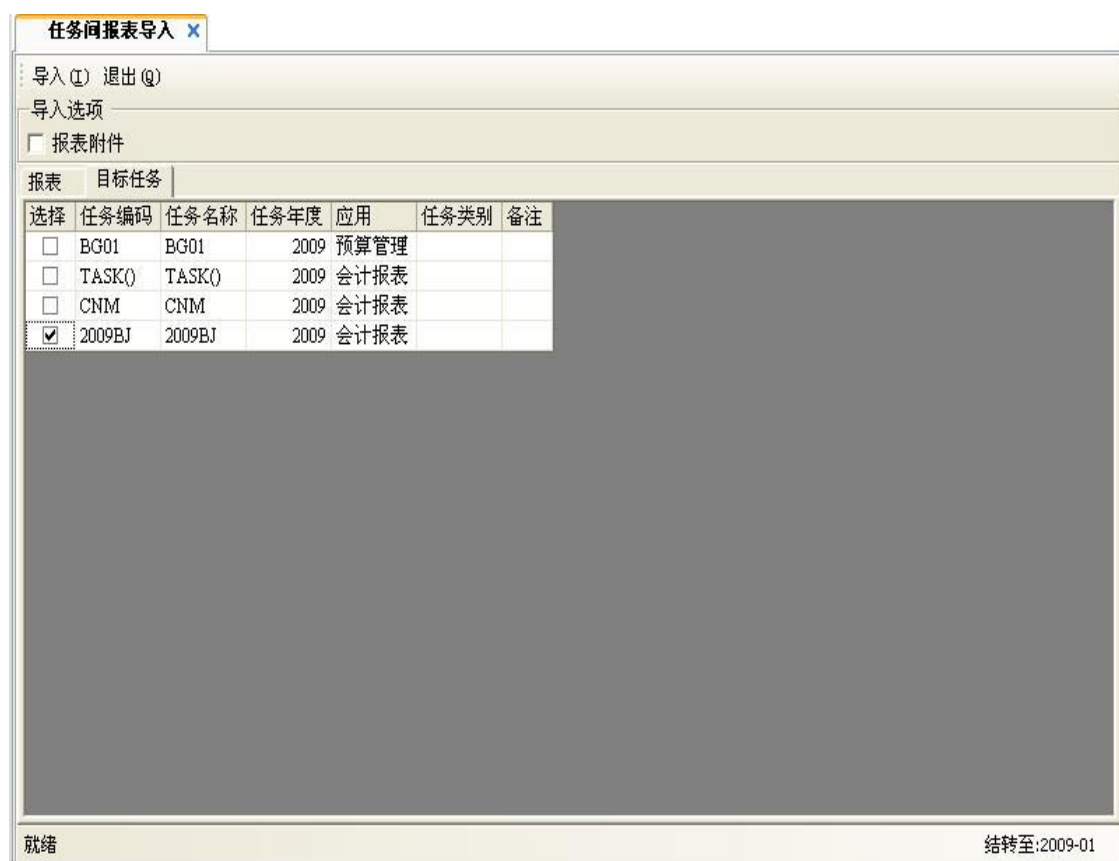 任务间报表导入 x
导入(I) 退出(Q)
导入选项
报表附件
报表 目标任务
选择 任务编码 任务名称 任务年度 应用 任务类别 备注
BG01 BG01 2009 预算管理
TASK() TASK() 2009 会计报表
CNM CNM 2009 会计报表
2009BJ 2009BJ 2009 会计报表
就绪 结转至:2009-01